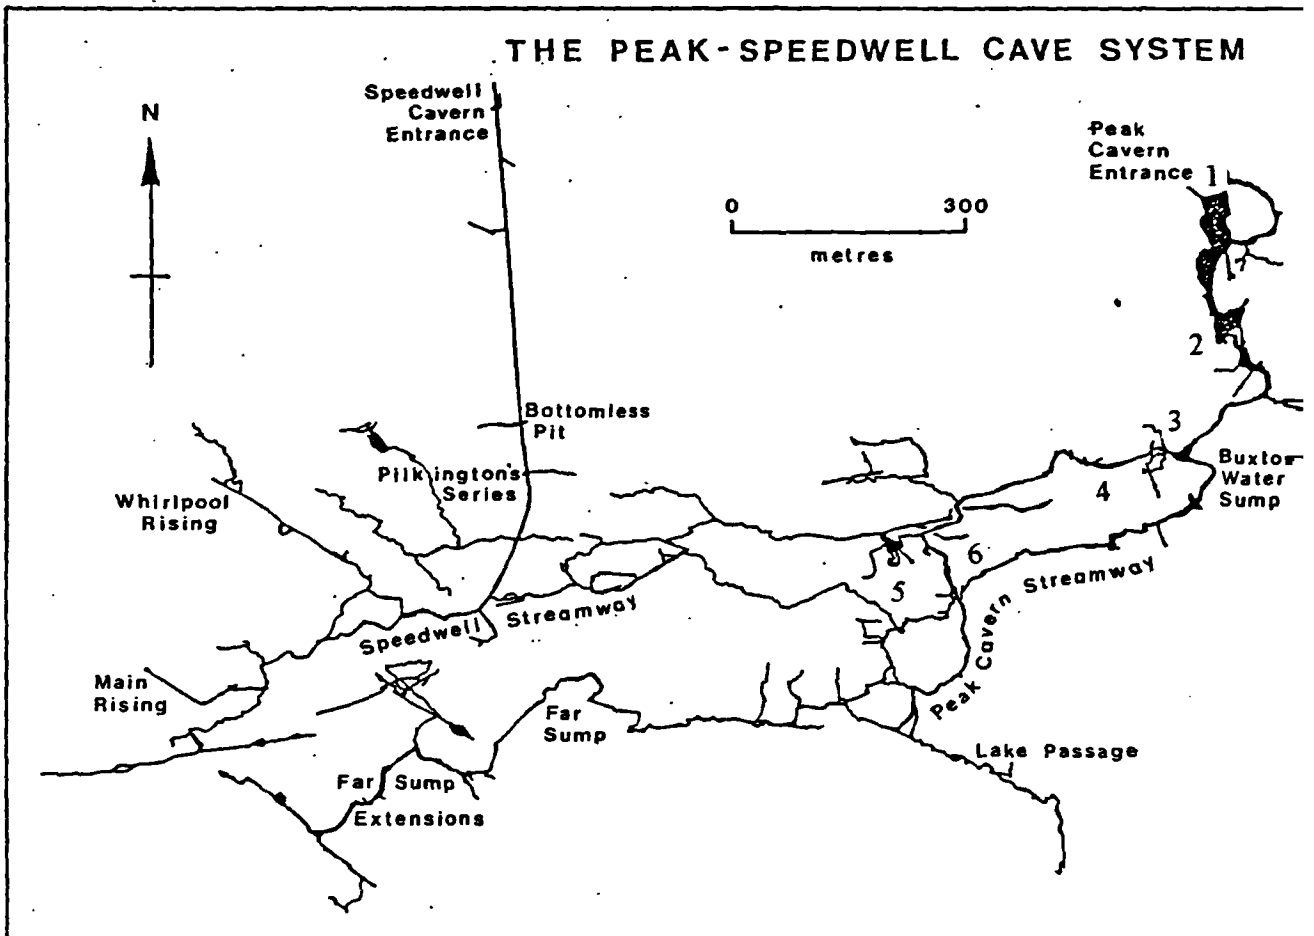 THE PEAK-SPEEDWELL CAVE SYSTEM
Speedwell
Cavern
Entrance
N
Peak
Cavern
Entrance
1
0 300
metres
2
Bottomless
Pit
3
Pilkington's
Series
Buxton
Water
Sump
4
Whirlpool
Rising
6
5
Speedwell Streamway
Peak Cavern Streamway
Main
Rising
Far
Sump
Lake Passage
Far Sump
Extensions